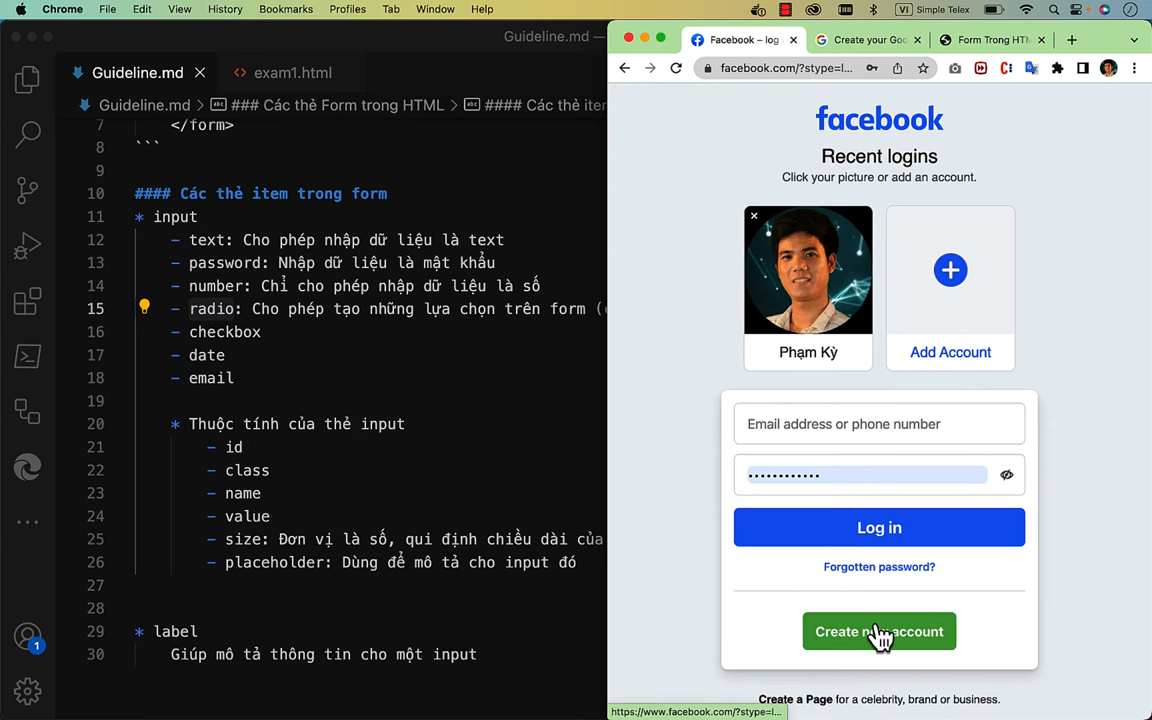 Chrome File Edit View History Bookmarks Profiles Tab Window Help
VI Simple Telex
Guideline.md —
Guideline.md
exam1.html
Guideline.md > ### Các thẻ Form trong HTML > #### Các thẻ iter
7 </form>
8 ```
9
10 #### Các thẻ item trong form
11 * input
12 - text: Cho phép nhập dữ liệu là text
13 - password: Nhập dữ liệu là mật khẩu
14 - number: Chỉ cho phép nhập dữ liệu là số
15 - radio: Cho phép tạo những lựa chọn trên form (
16 - checkbox
17 - date
18 - email
19
20 * Thuộc tính của thẻ input
21 - id
22 - class
23 - name
24 - value
25 - size: Đơn vị là số, qui định chiều dài của
26 - placeholder: Dùng để mô tả cho input đó
27
28
29 * label
30 Giúp mô tả thông tin cho một input
1
Facebook – log
Create your Goo
Form Trong HTM
facebook.com/?stype=l...
facebook
Recent logins
Click your picture or add an account.
Phạm Kỳ
Add Account
Email address or phone number
••••••••••••
Log in
Forgotten password?
Create new account
Create a Page for a celebrity, brand or business.
https://www.facebook.com/?stype=l...